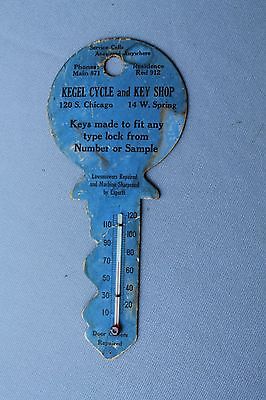 Service Calls
Answered Anywhere
Phones Residence
Main 871 Red 912
KEGEL CYCLE and KEY SHOP
120 S. Chicago 14 W. Spring
Keys made to fit any
type lock from
Number or Sample
Lawnmowers Repaired
and Machine Sharpened
by Experts
120
110
100
90
80
70
60
50
40
30
20
10
Door Closers
Repaired